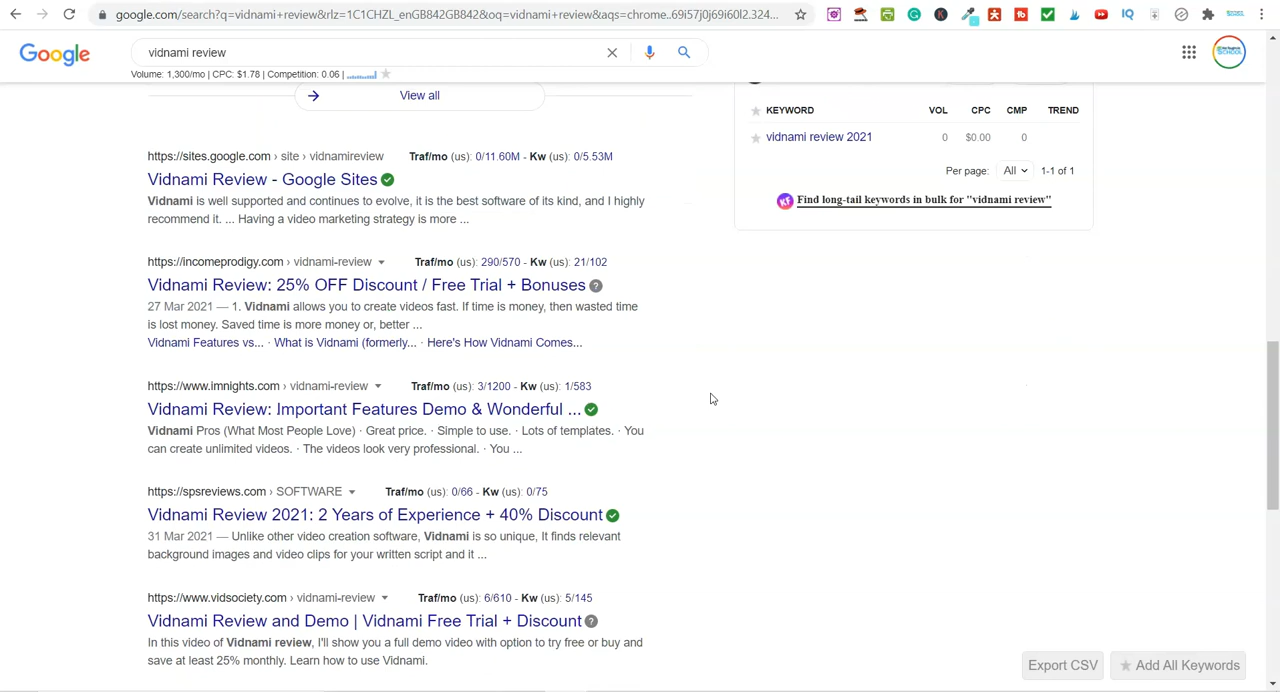 google.com/search?q=vidnami+review&rlz=1C1CHZL_enGB842GB842&oq=vidnami+review&aqs=chrome..69i57j0j69i60l2.324...
Google
vidnami review
Volume: 1,300/mo | CPC: $1.78 | Competition: 0.06 |
View all
KEYWORD VOL CPC CMP TREND
vidnami review 2021 0 $0.00 0
Per page: All 1-1 of 1
Find long-tail keywords in bulk for "vidnami review"
https://sites.google.com › site › vidnamireview Traf/mo (us): 0/11.60M - Kw (us): 0/5.53M
Vidnami Review - Google Sites
Vidnami is well supported and continues to evolve, it is the best software of its kind, and I highly
recommend it. ... Having a video marketing strategy is more ...
https://incomeprodigy.com › vidnami-review Traf/mo (us): 290/570 - Kw (us): 21/102
Vidnami Review: 25% OFF Discount / Free Trial + Bonuses
27 Mar 2021 — 1. Vidnami allows you to create videos fast. If time is money, then wasted time
is lost money. Saved time is more money or, better ...
Vidnami Features vs... · What is Vidnami (formerly... · Here's How Vidnami Comes...
https://www.imnights.com › vidnami-review Traf/mo (us): 3/1200 - Kw (us): 1/583
Vidnami Review: Important Features Demo & Wonderful ...
Vidnami Pros (What Most People Love) · Great price. · Simple to use. · Lots of templates. · You
can create unlimited videos. · The videos look very professional. · You ...
https://spsreviews.com › SOFTWARE Traf/mo (us): 0/66 - Kw (us): 0/75
Vidnami Review 2021: 2 Years of Experience + 40% Discount
31 Mar 2021 — Unlike other video creation software, Vidnami is so unique, It finds relevant
background images and video clips for your written script and it ...
https://www.vidsociety.com › vidnami-review Traf/mo (us): 6/610 - Kw (us): 5/145
Vidnami Review and Demo | Vidnami Free Trial + Discount
In this video of Vidnami review, I'll show you a full demo video with option to try free or buy and
save at least 25% monthly. Learn how to use Vidnami.
Export CSV Add All Keywords